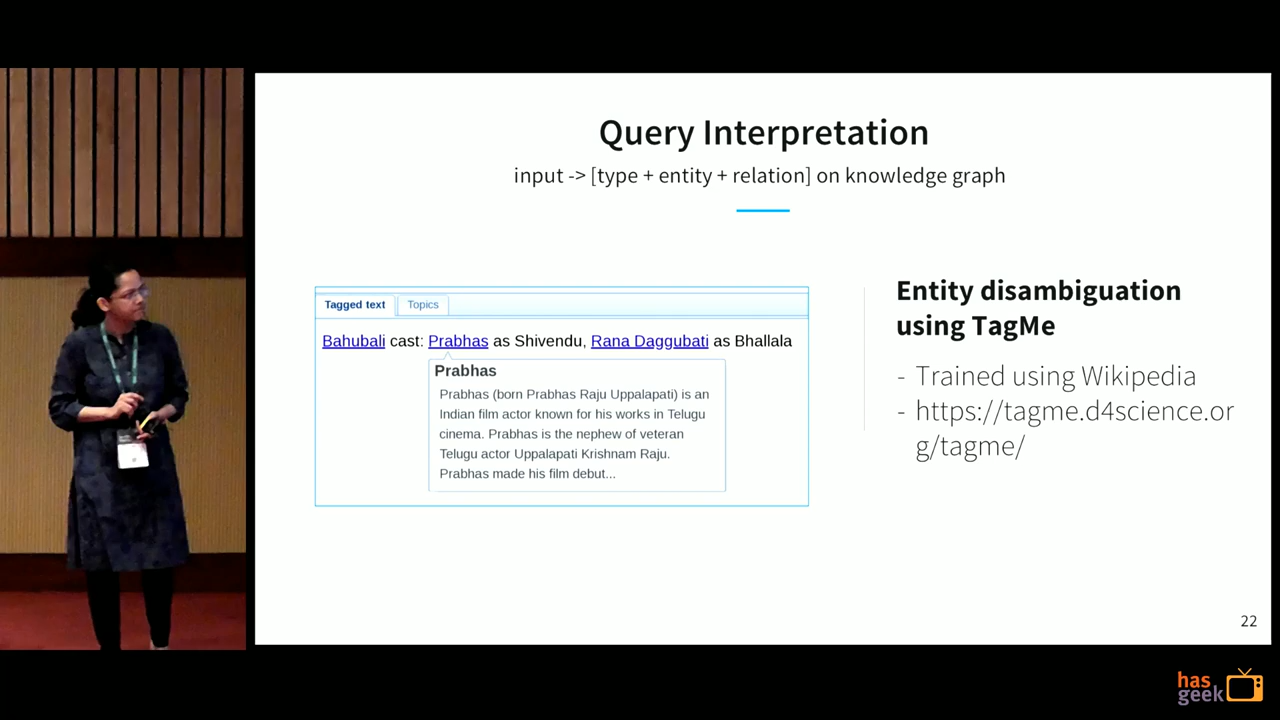 Query Interpretation
input -> [type + entity + relation] on knowledge graph
Tagged text Topics
Bahubali cast: Prabhas as Shivendu, Rana Daggubati as Bhallala
Prabhas
Prabhas (born Prabhas Raju Uppalapati) is an
Indian film actor known for his works in Telugu
cinema. Prabhas is the nephew of veteran
Telugu actor Uppalapati Krishnam Raju.
Prabhas made his film debut...
Entity disambiguation
using TagMe
- Trained using Wikipedia
- https://tagme.d4science.or
g/tagme/
22
has
geek